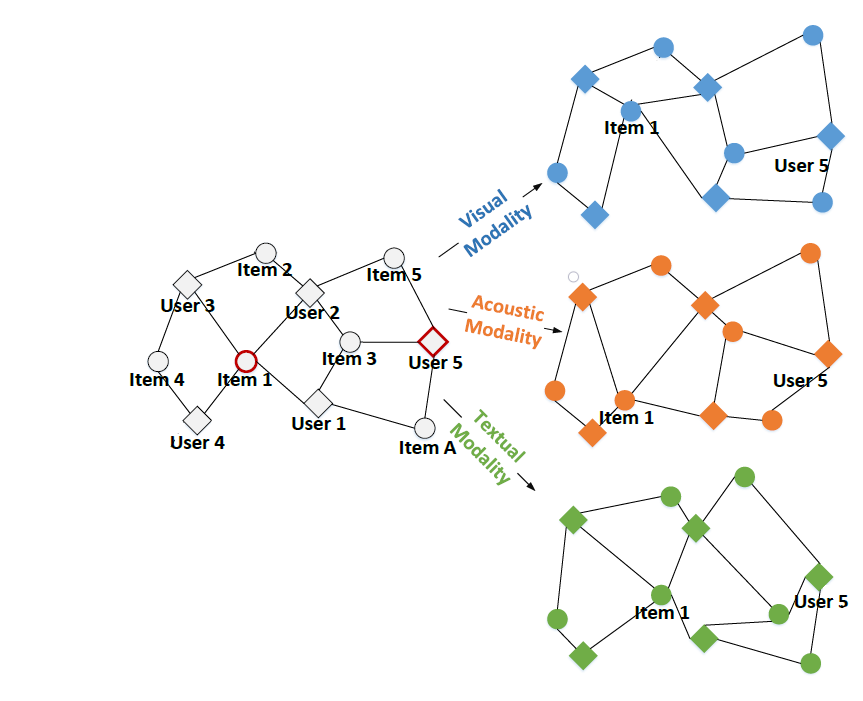 Item 1
User 5
Visual
Modality
Item 2
Item 5
User 3
User 2
Acoustic
Modality
Item 3
User 5
Item 4
Item 1
User 5
User 1
Item 1
User 4
Item A
Textual
Modality
User 5
Item 1